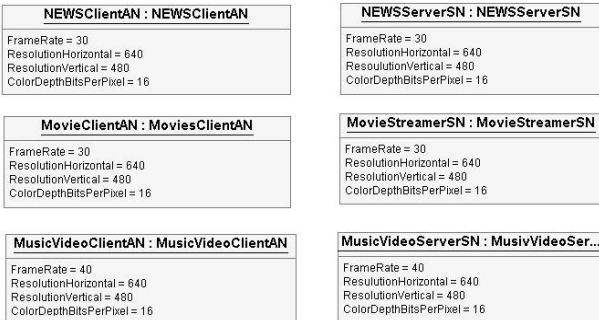 NEWSClientAN : NEWSClientAN
FrameRate = 30
ResolutionHorizontal = 640
ResolutionVertical = 480
ColorDepthBitsPerPixel = 16
NEWSServerSN : NEWSServerSN
FrameRate = 30
ResolutionHorizontal = 640
ResoulutionVertical = 480
ColorDepthBitsPerPixel = 16
MovieClientAN : MoviesClientAN
FrameRate = 30
ResolutionHorizontal = 640
ResolutionVertical = 480
ColorDepthBitsPerPixel = 16
MovieStreamerSN : MovieStreamerSN
FrameRate = 30
ResolutionHorizontal = 640
ResolutionVertical = 480
ColorDepthBitsPerPixel = 16
MusicVideoClientAN : MusicVideoClientAN
FrameRate = 40
ResolutionHorizontal = 640
ResolutionVertical = 480
ColorDepthBitsPerPixel = 16
MusicVideoServerSN : MusivVideoSer...
FrameRate = 40
ResolutionHorizontal = 640
ResolutionVertical = 480
ColorDepthBitsPerPixel = 16